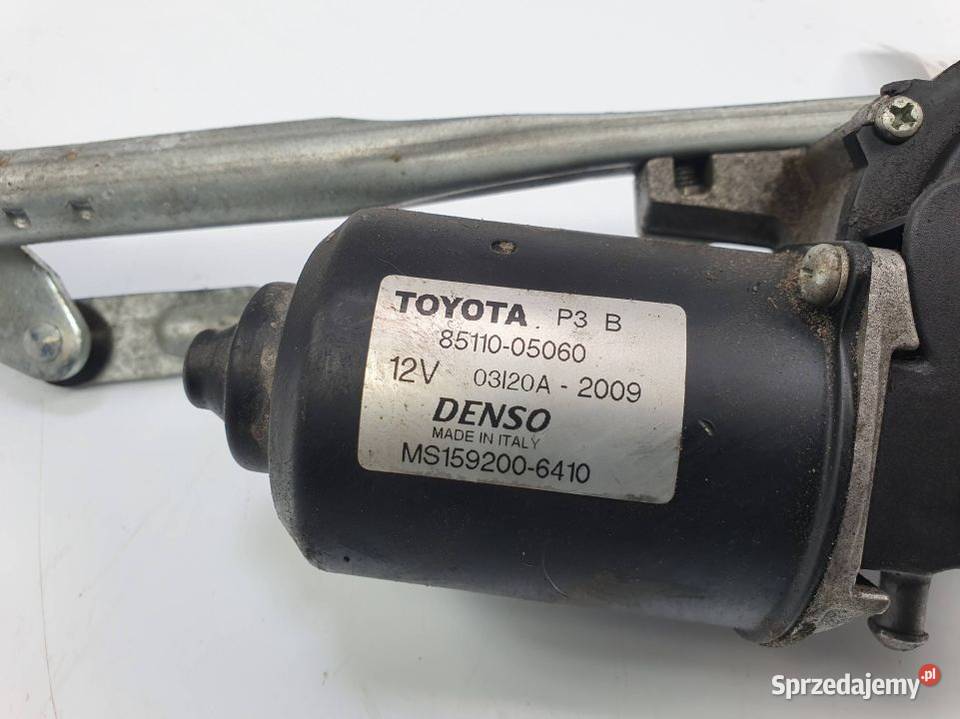 TOYOTA P3 B
85110-05060
12V 03I20A - 2009
DENSO
MADE IN ITALY
MS159200-6410
Sprzedajemy.pl